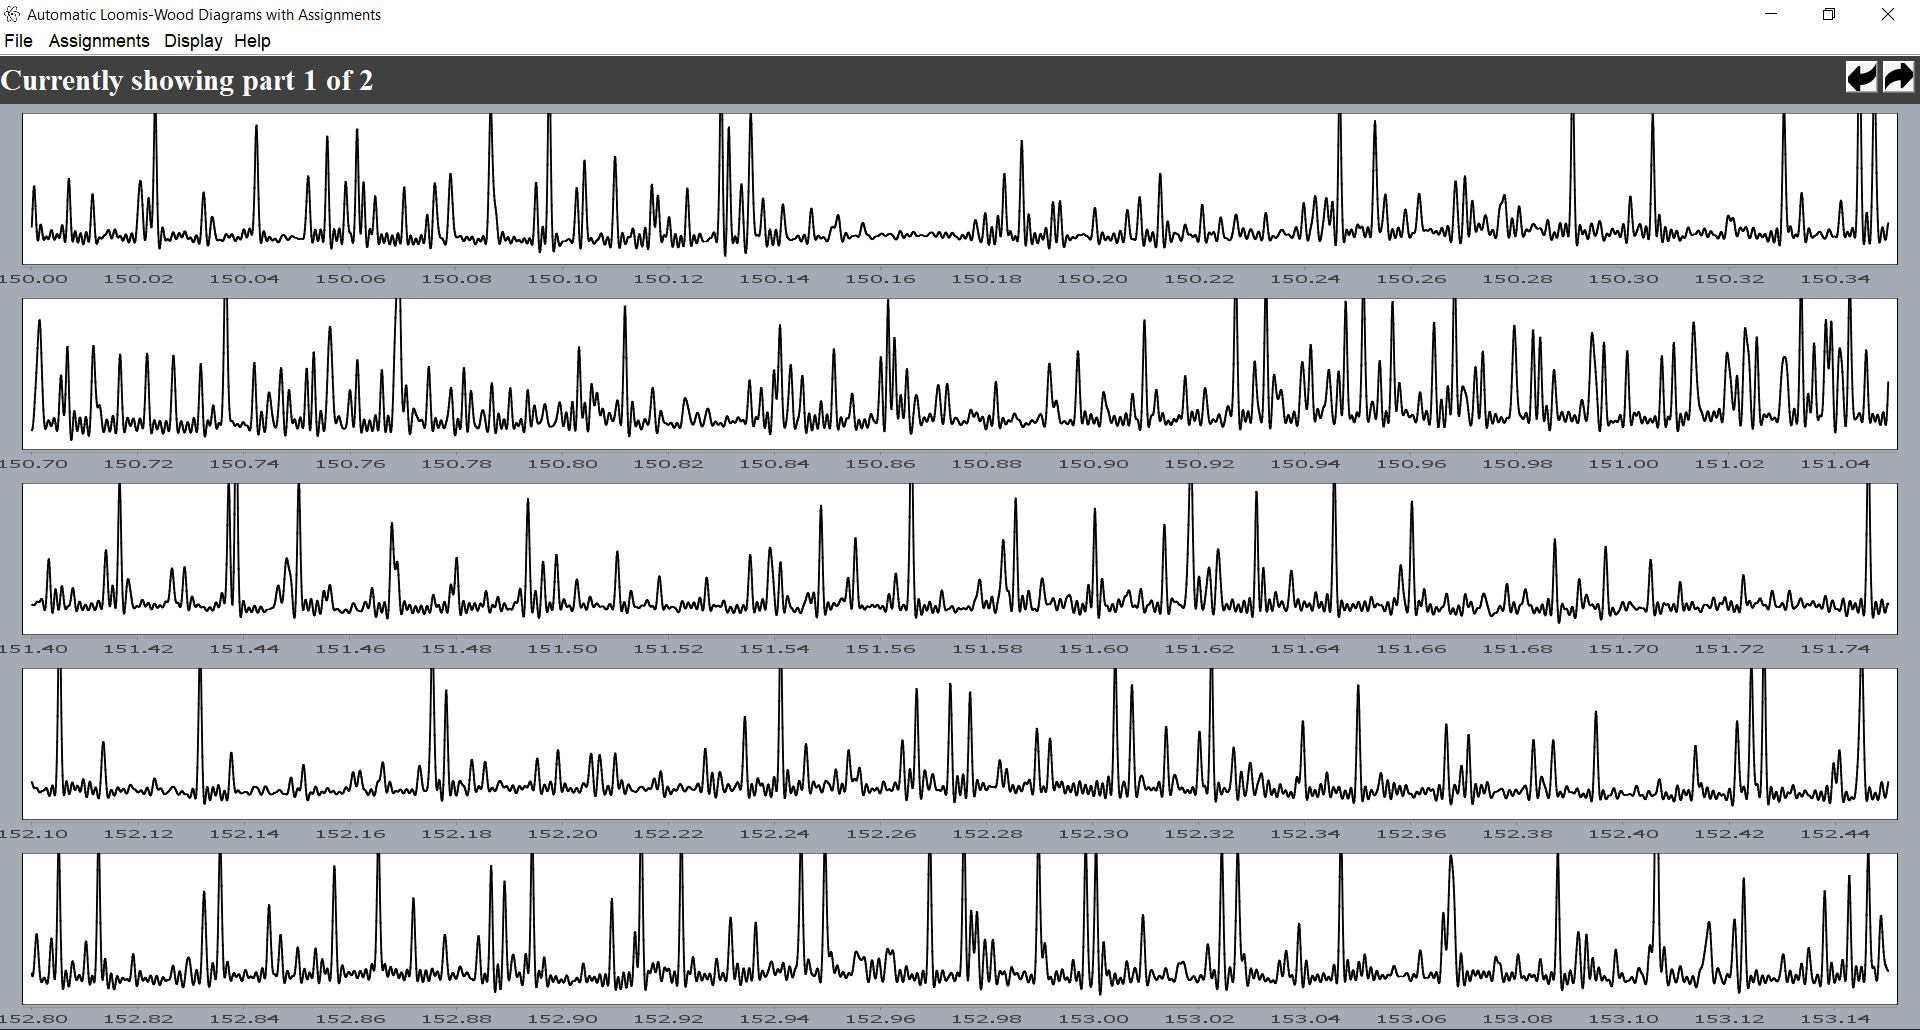 Automatic Loomis-Wood Diagrams with Assignments
File Assignments Display Help
Currently showing part 1 of 2
150.00 150.02 150.04 150.06 150.08 150.10 150.12 150.14 150.16 150.18 150.20 150.22 150.24 150.26 150.28 150.30 150.32 150.34
150.70 150.72 150.74 150.76 150.78 150.80 150.82 150.84 150.86 150.88 150.90 150.92 150.94 150.96 150.98 151.00 151.02 151.04
151.40 151.42 151.44 151.46 151.48 151.50 151.52 151.54 151.56 151.58 151.60 151.62 151.64 151.66 151.68 151.70 151.72 151.74
152.10 152.12 152.14 152.16 152.18 152.20 152.22 152.24 152.26 152.28 152.30 152.32 152.34 152.36 152.38 152.40 152.42 152.44
152.80 152.82 152.84 152.86 152.88 152.90 152.92 152.94 152.96 152.98 153.00 153.02 153.04 153.06 153.08 153.10 153.12 153.14